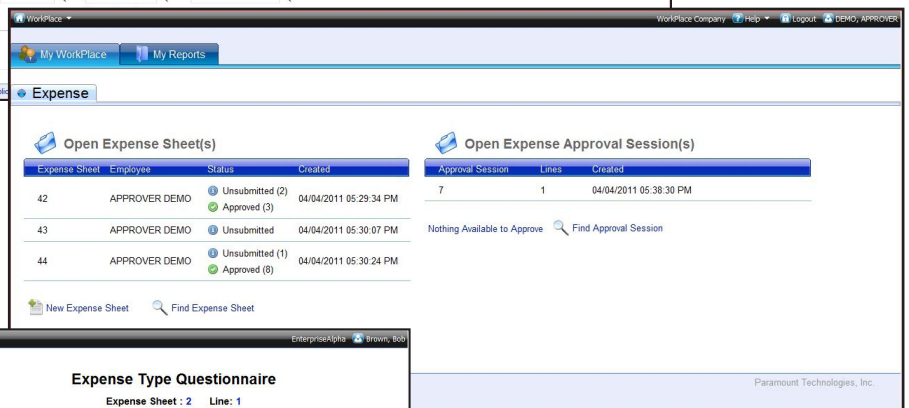 WorkPlace
WorkPlace Company Help Logout DEMO, APPROVER
My WorkPlace My Reports
Expense
Open Expense Sheet(s)
Expense Sheet Employee Status Created
42 APPROVER DEMO Unsubmitted (2) Approved (3) 04/04/2011 05:29:34 PM
43 APPROVER DEMO Unsubmitted 04/04/2011 05:30:07 PM
44 APPROVER DEMO Unsubmitted (1) Approved (8) 04/04/2011 05:30:24 PM
New Expense Sheet Find Expense Sheet
Open Expense Approval Session(s)
Approval Session Lines Created
7 1 04/04/2011 05:38:30 PM
Nothing Available to Approve Find Approval Session
EnterpriseAlpha Brown, Bob
Expense Type Questionnaire
Expense Sheet : 2 Line: 1
Paramount Technologies, Inc.